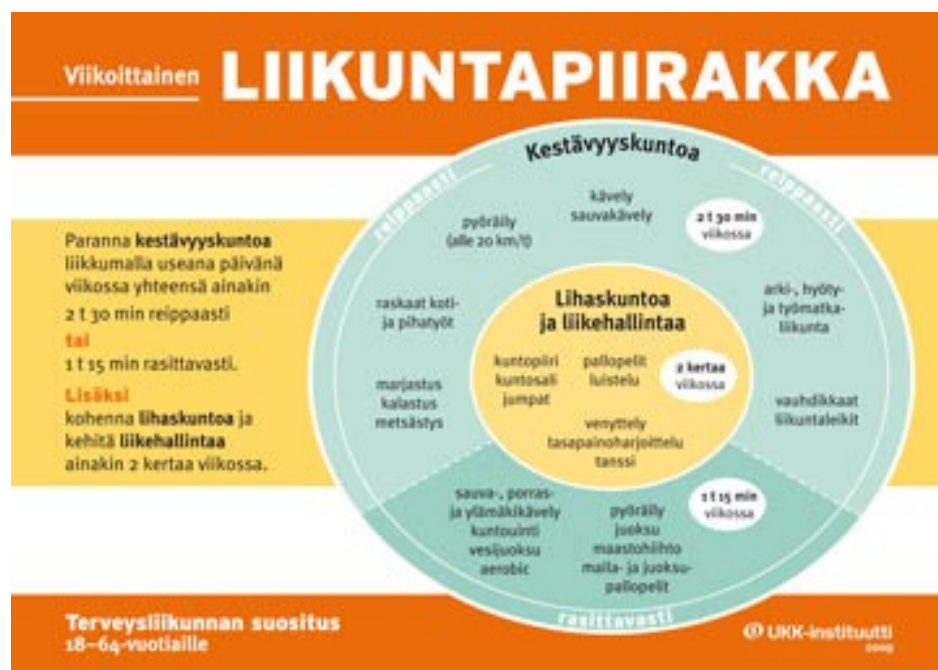 Viikoittainen LIIKUNTAPIIRAKKA
Paranna kestävyyskuntoa
liikkumalla useana päivänä
viikossa yhteensä ainakin
2 t 30 min reippaasti
tai
1 t 15 min rasittavasti.
Lisäksi
kohenna lihaskuntoa ja
kehitä liikehallintaa
ainakin 2 kertaa viikossa.
Kestävyyskuntoa
reippaasti
reippaasti
kävely
sauvakävely
2 t 30 min
viikossa
pyöräily
(alle 20 km/t)
raskaat koti-
ja pihatyöt
arki-, hyöty-
ja työmatka-
liikunta
marjastus
kalastus
metsästys
vauhdikkaat
liikuntaleikit
Lihaskuntoa
ja liikehallintaa
kuntopiiri
kuntosali
jumpat
pallopelit
luistelu
2 kertaa
viikossa
venyttely
tasapainoharjoittelu
tanssi
sauva-, porras-
ja ylämäkikävely
kuntouinti
vesijuoksu
aerobic
pyöräily
juoksu
maastohiihto
maila- ja juoksu-
pallopelit
1 t 15 min
viikossa
rasittavasti
Terveysliikunnan suositus
18–64-vuotiaille
UKK-instituutti
2009